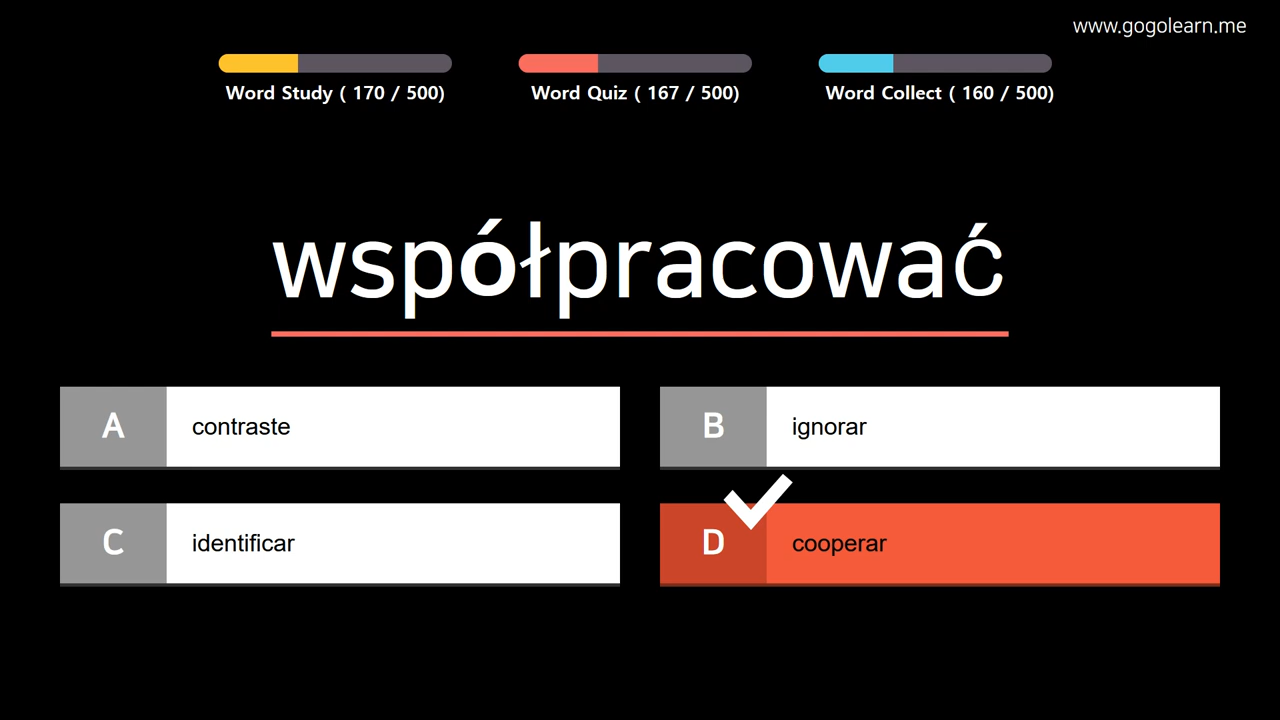 www.gogolearn.me
Word Study ( 170 / 500)
Word Quiz ( 167 / 500)
Word Collect ( 160 / 500)
współpracować
A contraste
B ignorar
C identificar
D cooperar